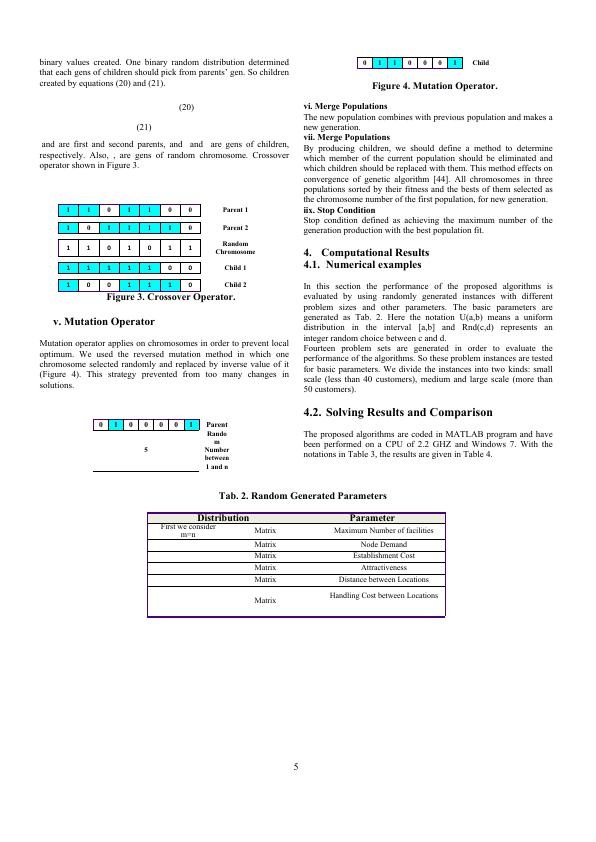 binary values created. One binary random distribution determined
that each gens of children should pick from parents' gen. So children
created by equations (20) and (21).
(20)
(21)
and are first and second parents, and and are gens of children,
respectively. Also, , are gens of random chromosome. Crossover
operator shown in Figure 3.
1 1 0 1 1 0 0 Parent 1
1 0 1 1 1 1 0 Parent 2
1 1 0 1 0 1 1 Random
Chromosome
1 1 1 1 1 0 0 Child 1
1 0 0 1 1 1 0 Child 2
Figure 3. Crossover Operator.
v. Mutation Operator
Mutation operator applies on chromosomes in order to prevent local
optimum. We used the reversed mutation method in which one
chromosome selected randomly and replaced by inverse value of it
(Figure 4). This strategy prevented from too many changes in
solutions.
0 1 0 0 0 0 1 Parent
5
Rando
m
Number
between
1 and n
0 1 1 0 0 0 1 Child
Figure 4. Mutation Operator.
vi. Merge Populations
The new population combines with previous population and makes a
new generation.
vii. Merge Populations
By producing children, we should define a method to determine
which member of the current population should be eliminated and
which children should be replaced with them. This method effects on
convergence of genetic algorithm [44]. All chromosomes in three
populations sorted by their fitness and the bests of them selected as
the chromosome number of the first population, for new generation.
iix. Stop Condition
Stop condition defined as achieving the maximum number of the
generation production with the best population fit.
4. Computational Results
4.1. Numerical examples
In this section the performance of the proposed algorithms is
evaluated by using randomly generated instances with different
problem sizes and other parameters. The basic parameters are
generated as Tab. 2. Here the notation U(a,b) means a uniform
distribution in the interval [a,b] and Rnd(c,d) represents an
integer random choice between c and d.
Fourteen problem sets are generated in order to evaluate the
performance of the algorithms. So these problem instances are tested
for basic parameters. We divide the instances into two kinds: small
scale (less than 40 customers), medium and large scale (more than
50 customers).
4.2. Solving Results and Comparison
The proposed algorithms are coded in MATLAB program and have
been performed on a CPU of 2.2 GHZ and Windows 7. With the
notations in Table 3, the results are given in Table 4.
Tab. 2. Random Generated Parameters
Distribution Parameter
First we consider
m=n
Matrix Maximum Number of facilities
Matrix Node Demand
Matrix Establishment Cost
Matrix Attractiveness
Matrix Distance between Locations
Matrix Handling Cost between Locations
5